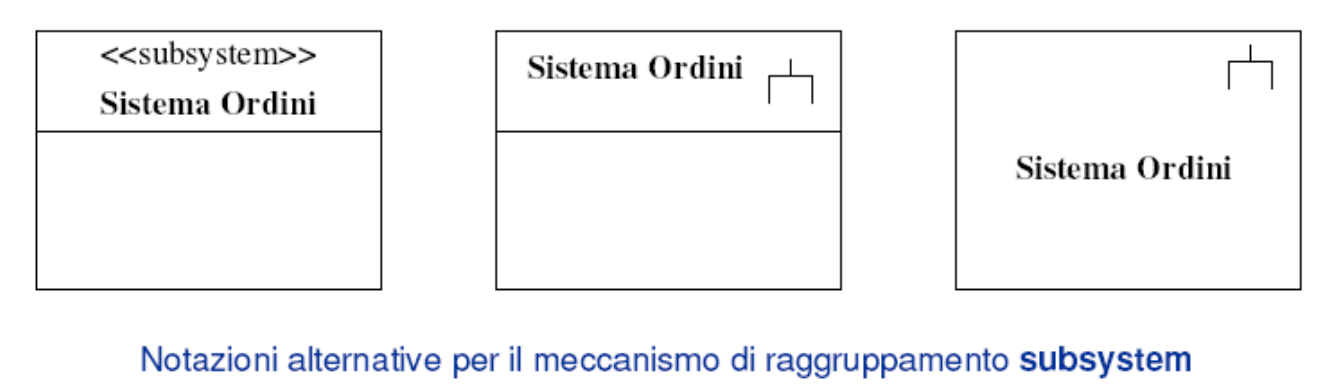 <<subsystem>>
Sistema Ordini
Sistema Ordini
Sistema Ordini
Notazioni alternative per il meccanismo di raggruppamento subsystem